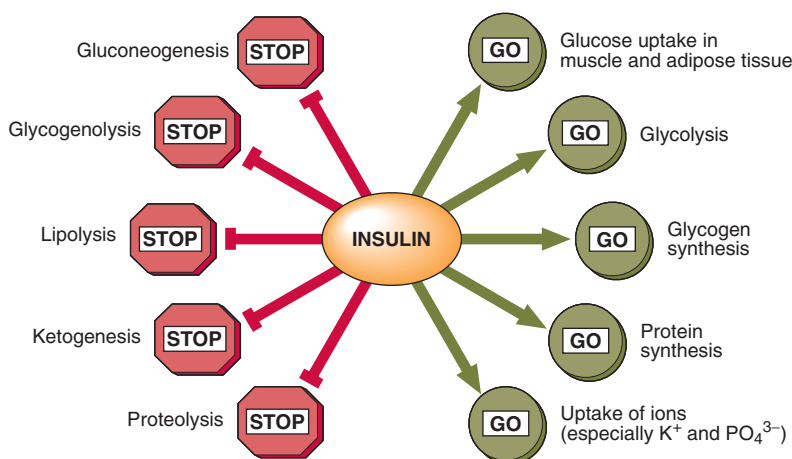 Gluconeogenesis STOP
GO Glucose uptake in
muscle and adipose tissue
Glycogenolysis STOP
GO Glycolysis
Lipolysis STOP
INSULIN
GO Glycogen
synthesis
Ketogenesis STOP
GO Protein
synthesis
Proteolysis STOP
GO Uptake of ions
(especially K⁺ and PO₄³⁻)